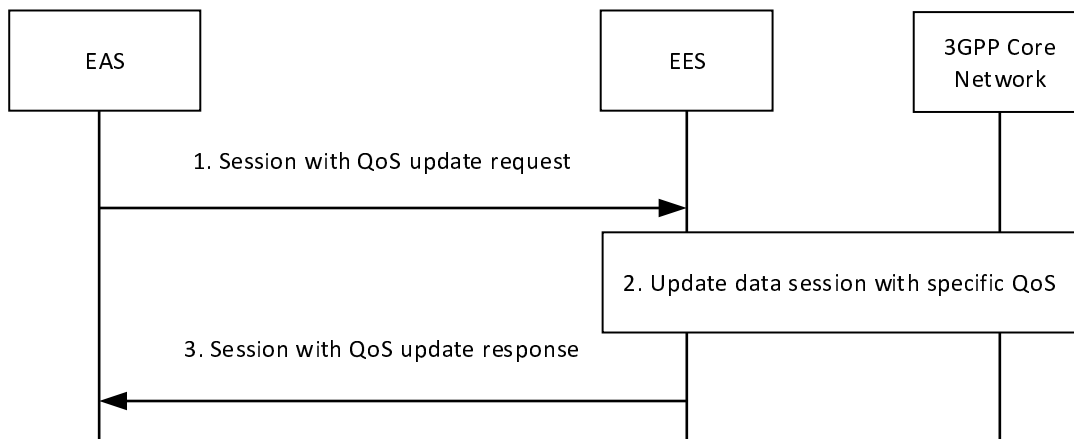 EAS
EES
3GPP Core
Network
1. Session with QoS update request
2. Update data session with specific QoS
3. Session with QoS update response